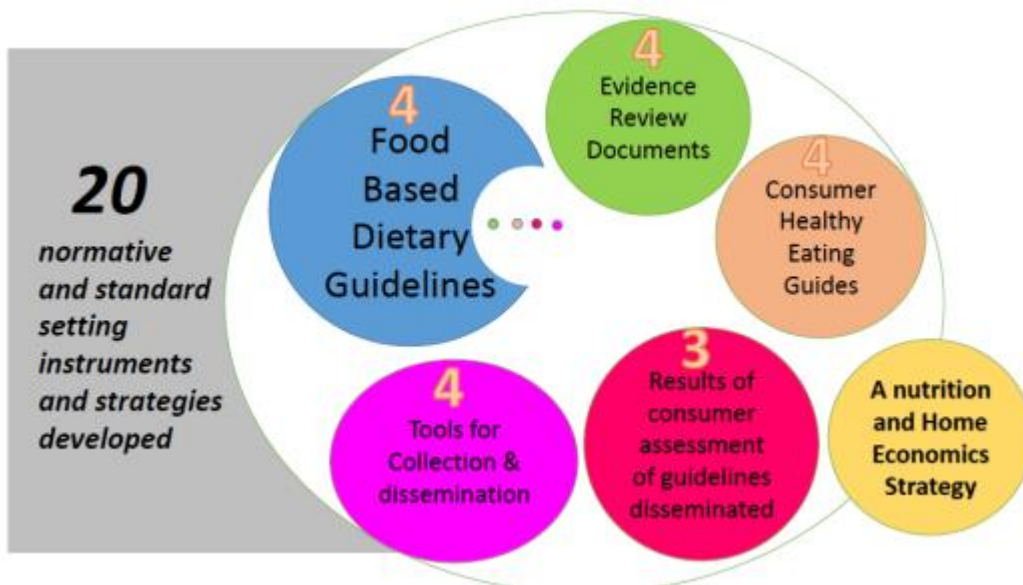 20
normative
and standard
setting
instruments
and strategies
developed
4
Food
Based
Dietary
Guidelines
4
Evidence
Review
Documents
4
Consumer
Healthy
Eating
Guides
4
Tools for
Collection &
dissemination
3
Results of
consumer
assessment
of guidelines
disseminated
A nutrition
and Home
Economics
Strategy